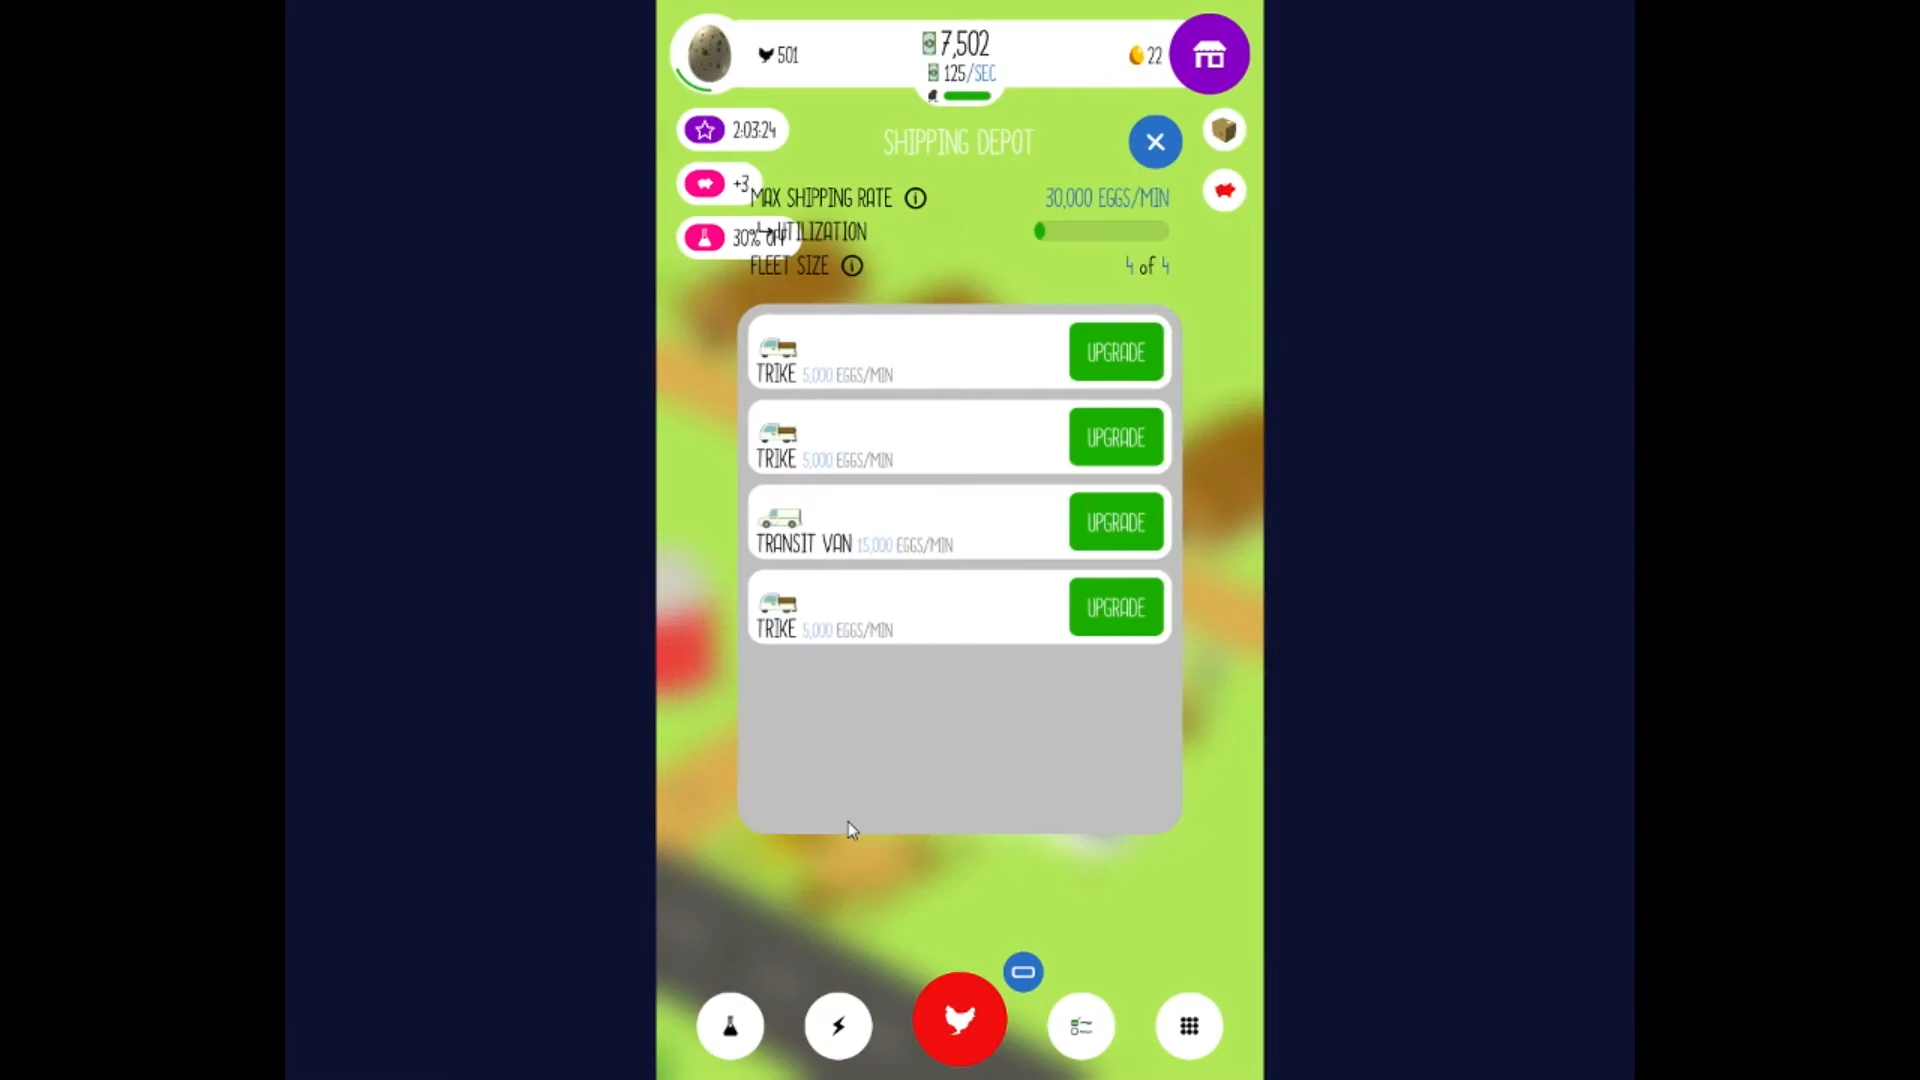 501
7,502
125/SEC
22
2:03:24
SHIPPING DEPOT
+3
MAX SHIPPING RATE
30,000 EGGS/MIN
30% OFF
UTILIZATION
FLEET SIZE
4 of 4
TRIKE 5,000 EGGS/MIN
UPGRADE
TRIKE 5,000 EGGS/MIN
UPGRADE
TRANSIT VAN 15,000 EGGS/MIN
UPGRADE
TRIKE 5,000 EGGS/MIN
UPGRADE